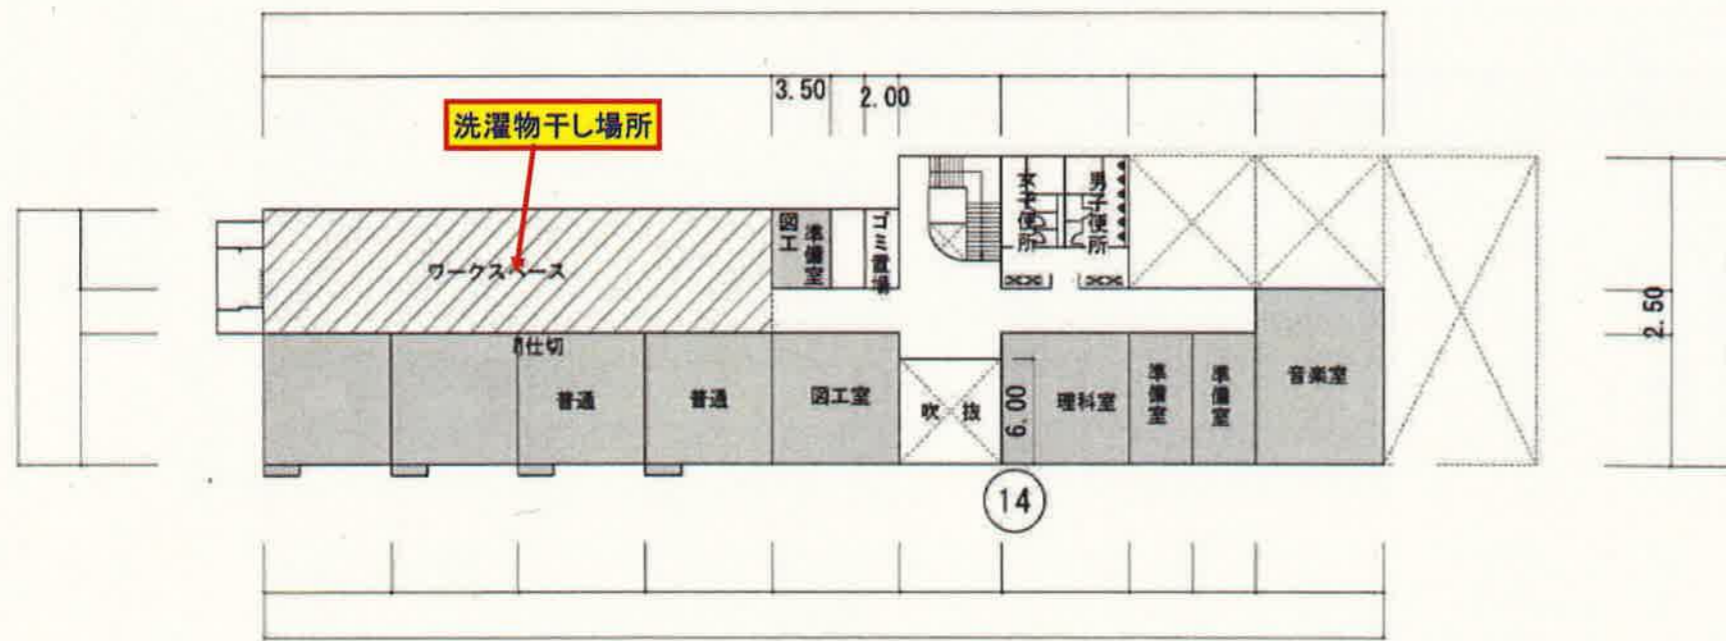 3.50
2.00
洗濯物干し場所
図工
準備室
ゴミ置場
女子便所
男子便所
ワークスペース
2.50
仕切
普通
普通
図工室
吹抜
6.00
理科室
準備室
準備室
音楽室
14